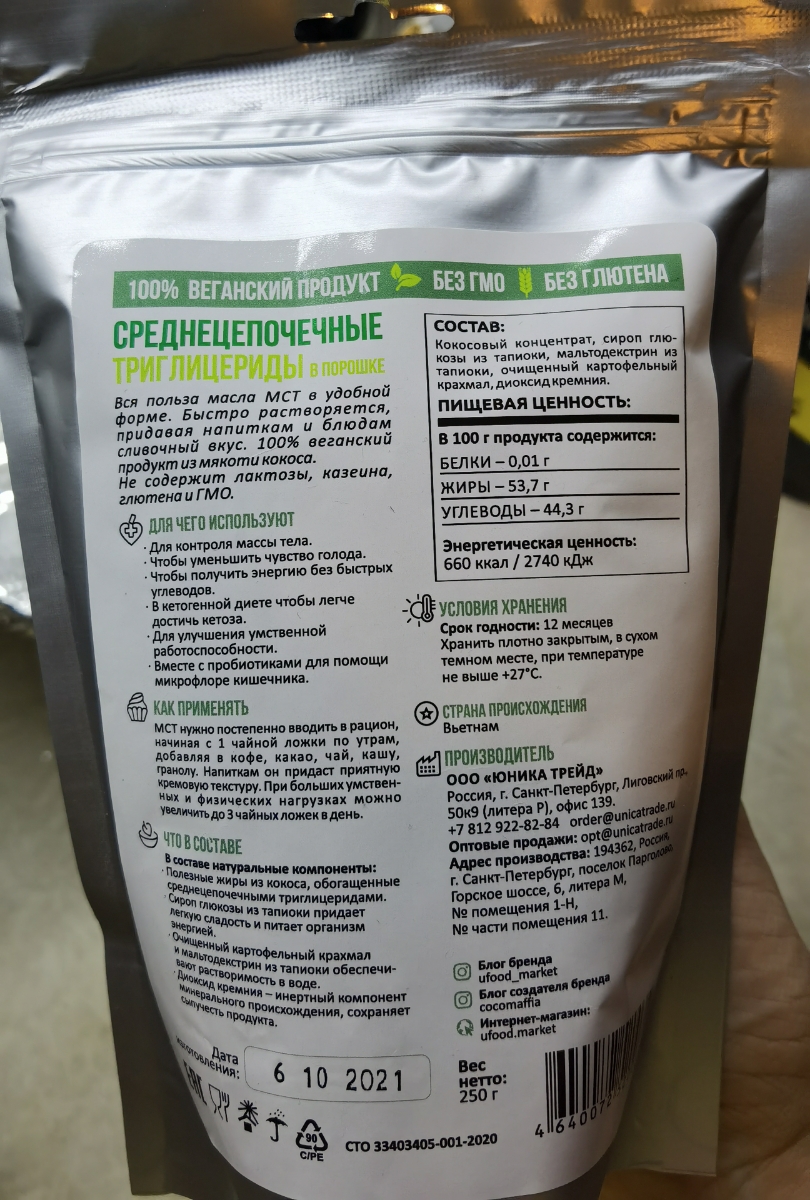 100% ВЕГАНСКИЙ ПРОДУКТ БЕЗ ГМО БЕЗ ГЛЮТЕНА
СРЕДНЕЦЕПОЧЕЧНЫЕ
ТРИГЛИЦЕРИДЫ В ПОРОШКЕ
Вся польза масла МСТ в удобной
форме. Быстро растворяется,
придавая напиткам и блюдам
сливочный вкус. 100% веганский
продукт из мякоти кокоса.
Не содержит лактозы, казеина,
глютена и ГМО.
ДЛЯ ЧЕГО ИСПОЛЬЗУЮТ
· Для контроля массы тела.
· Чтобы уменьшить чувство голода.
· Чтобы получить энергию без быстрых
углеводов.
· В кетогенной диете чтобы легче
достичь кетоза.
· Для улучшения умственной
работоспособности.
· Вместе с пробиотиками для помощи
микрофлоре кишечника.
КАК ПРИМЕНЯТЬ
МСТ нужно постепенно вводить в рацион,
начиная с 1 чайной ложки по утрам,
добавляя в кофе, какао, чай, кашу,
гранолу. Напиткам он придаст приятную
кремовую текстуру. При больших умствен-
ных и физических нагрузках можно
увеличить до 3 чайных ложек в день.
ЧТО В СОСТАВЕ
В составе натуральные компоненты:
· Полезные жиры из кокоса, обогащенные
среднецепочечными триглицеридами.
· Сироп глюкозы из тапиоки придает
легкую сладость и питает организм
энергией.
· Очищенный картофельный крахмал
и мальтодекстрин из тапиоки обеспечи-
вают растворимость в воде.
· Диоксид кремния – инертный компонент
минерального происхождения, сохраняет
сыпучесть продукта.
Дата
изготовления:
6 10 2021
EAC
90
C/PE
СТО 33403405-001-2020
СОСТАВ:
Кокосовый концентрат, сироп глю-
козы из тапиоки, мальтодекстрин из
тапиоки, очищенный картофельный
крахмал, диоксид кремния.
ПИЩЕВАЯ ЦЕННОСТЬ:
В 100 г продукта содержится:
БЕЛКИ – 0,01 г
ЖИРЫ – 53,7 г
УГЛЕВОДЫ – 44,3 г
Энергетическая ценность:
660 ккал / 2740 кДж
УСЛОВИЯ ХРАНЕНИЯ
Срок годности: 12 месяцев
Хранить плотно закрытым, в сухом
темном месте, при температуре
не выше +27°С.
СТРАНА ПРОИСХОЖДЕНИЯ
Вьетнам
ПРОИЗВОДИТЕЛЬ
ООО «ЮНИКА ТРЕЙД»
Россия, г. Санкт-Петербург, Лиговский пр.,
50к9 (литера Р), офис 139.
+7 812 922-82-84 order@unicatrade.ru
Оптовые продажи: opt@unicatrade.ru
Адрес производства: 194362, Россия,
г. Санкт-Петербург, поселок Парголово,
Горское шоссе, 6, литера М,
№ помещения 1-Н,
№ части помещения 11.
Блог бренда
ufood_market
Блог создателя бренда
cocomaffia
Интернет-магазин:
ufood.market
Вес
нетто:
250 г